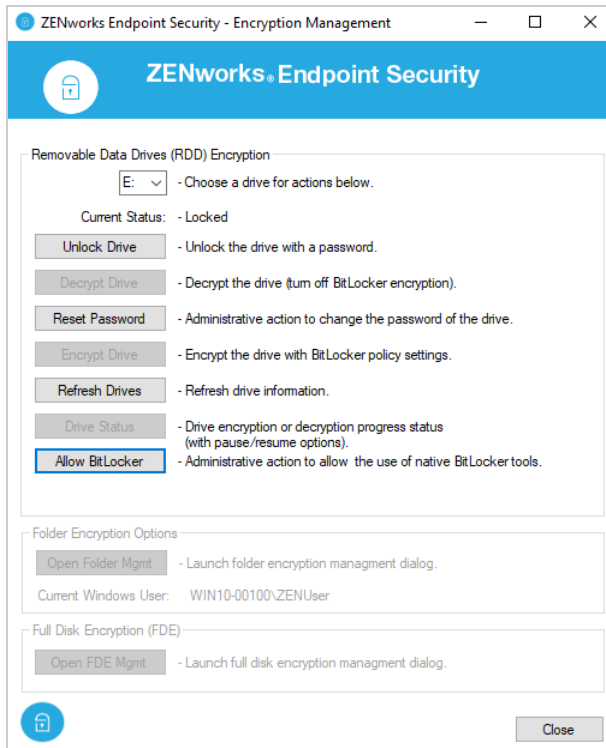 ZENworks Endpoint Security - Encryption Management
ZENworks® Endpoint Security
Removable Data Drives (RDD) Encryption
E: - Choose a drive for actions below.
Current Status: - Locked
Unlock Drive - Unlock the drive with a password.
Decrypt Drive - Decrypt the drive (turn off BitLocker encryption).
Reset Password - Administrative action to change the password of the drive.
Encrypt Drive - Encrypt the drive with BitLocker policy settings.
Refresh Drives - Refresh drive information.
Drive Status - Drive encryption or decryption progress status
(with pause/resume options).
Allow BitLocker - Administrative action to allow the use of native BitLocker tools.
Folder Encryption Options
Open Folder Mgmt - Launch folder encryption managment dialog.
Current Windows User: WIN10-00100\ZENUser
Full Disk Encryption (FDE)
Open FDE Mgmt - Launch full disk encryption managment dialog.
Close